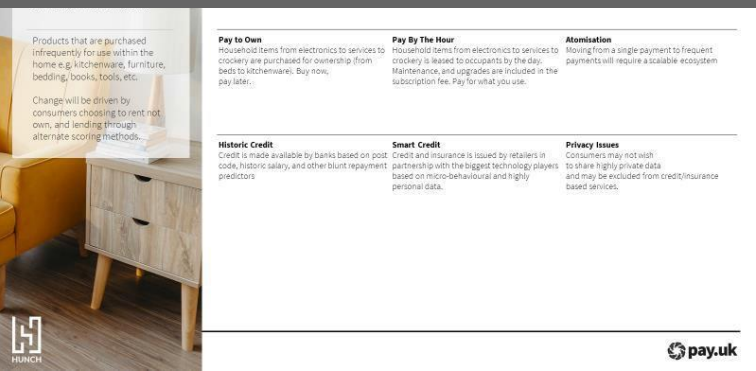 Products that are purchased
infrequently for use within the
home e.g. kitchenware, furniture,
bedding, books, tools, etc.
Change will be driven by
consumers choosing to rent not
own, and lending through
alternate scoring methods.
Pay to Own
Household items from electronics to services to
crockery are purchased for ownership (from
beds to kitchenware). Buy now,
pay later.
Pay By The Hour
Household items from electronics to services to
crockery is leased to occupants by the day.
Maintenance, and upgrades are included in the
subscription fee. Pay for what you use.
Atomisation
Moving from a single payment to frequent
payments will require a scalable ecosystem
Historic Credit
Credit is made available by banks based on post
code, historic salary, and other blunt repayment
predictors
Smart Credit
Credit and insurance is issued by retailers in
partnership with the biggest technology players
based on micro-behavioural and highly
personal data.
Privacy Issues
Consumers may not wish
to share highly private data
and may be excluded from credit/insurance
based services.
HUNCH
pay.uk